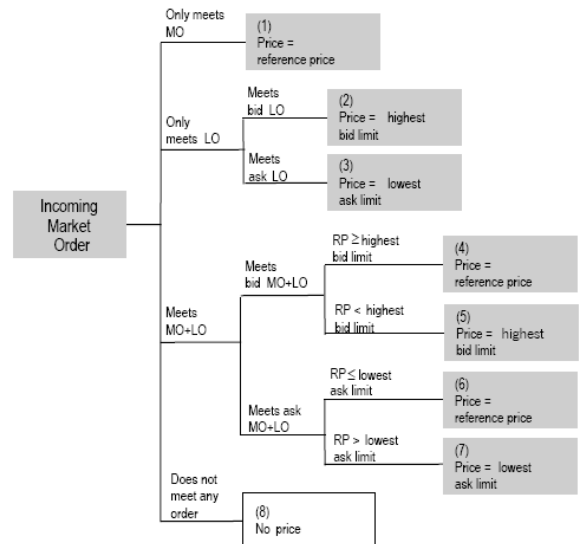 Only meets
MO
(1)
Price =
reference price
Only
meets LO
Meets
bid LO
(2)
Price = highest
bid limit
Meets
ask LO
(3)
Price = lowest
ask limit
Incoming
Market
Order
Meets
MO+LO
Meets
bid MO+LO
RP ≥ highest
bid limit
(4)
Price =
reference price
RP < highest
bid limit
(5)
Price = highest
bid limit
Meets ask
MO+LO
RP ≤ lowest
ask limit
(6)
Price =
reference price
RP > lowest
ask limit
(7)
Price = lowest
ask limit
Does not
meet any
order
(8)
No price